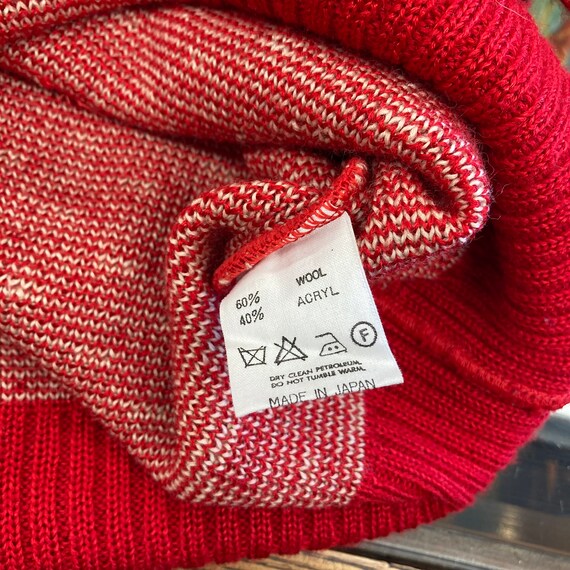 60% WOOL
40% ACRYL
F
DRY CLEAN PETROLEUM.
DO NOT TUMBLE WARM.
MADE IN JAPAN